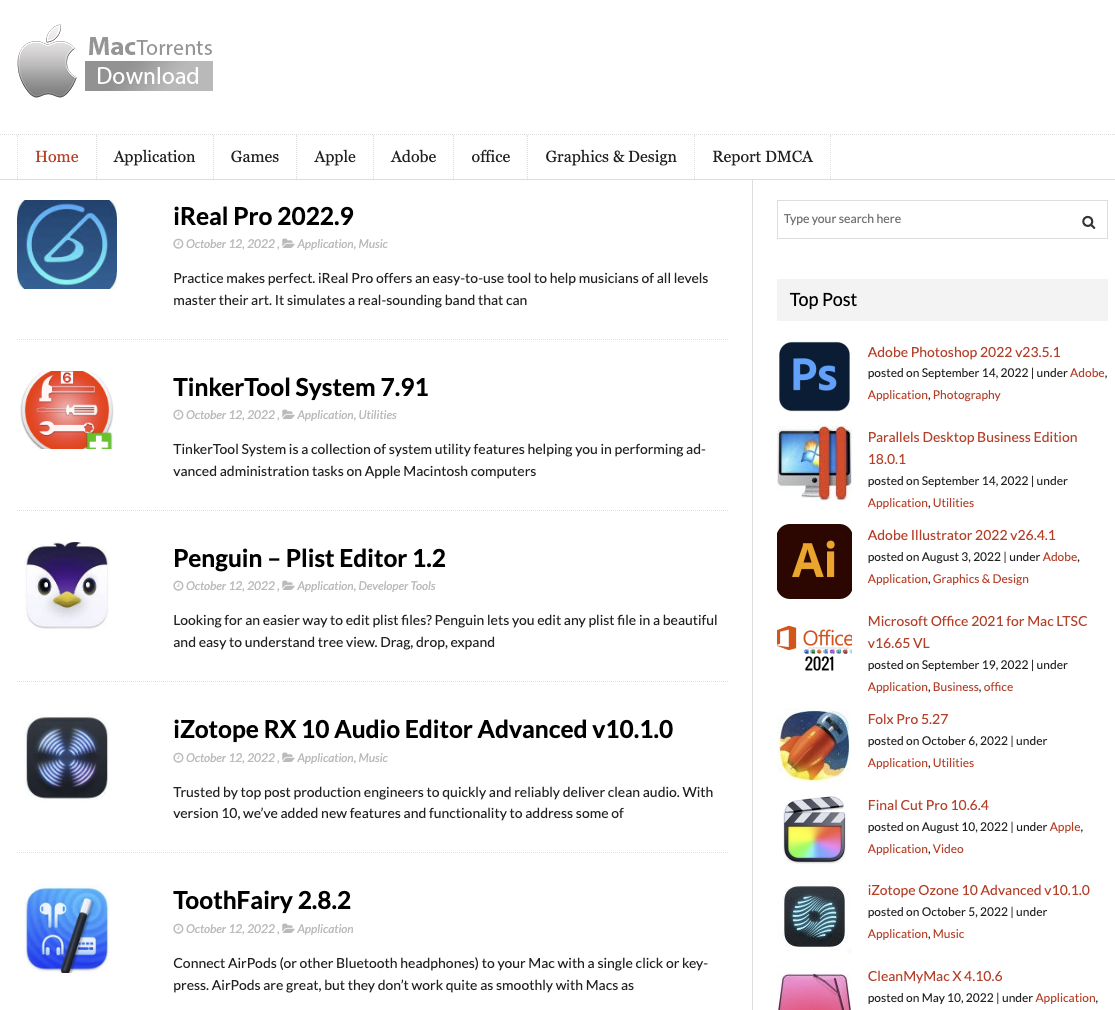 MacTorrents
Download
Home
Application
Games
Apple
Adobe
office
Graphics & Design
Report DMCA
iReal Pro 2022.9
October 12, 2022 , Application, Music
Practice makes perfect. iReal Pro offers an easy-to-use tool to help musicians of all levels
master their art. It simulates a real-sounding band that can
6
TinkerTool System 7.91
October 12, 2022 , Application, Utilities
TinkerTool System is a collection of system utility features helping you in performing ad-
vanced administration tasks on Apple Macintosh computers
Penguin – Plist Editor 1.2
October 12, 2022 , Application, Developer Tools
Looking for an easier way to edit plist files? Penguin lets you edit any plist file in a beautiful
and easy to understand tree view. Drag, drop, expand
iZotope RX 10 Audio Editor Advanced v10.1.0
October 12, 2022 , Application, Music
Trusted by top post production engineers to quickly and reliably deliver clean audio. With
version 10, we've added new features and functionality to address some of
ToothFairy 2.8.2
October 12, 2022 , Application
Connect AirPods (or other Bluetooth headphones) to your Mac with a single click or key-
press. AirPods are great, but they don't work quite as smoothly with Macs as
Type your search here
Top Post
Ps
Adobe Photoshop 2022 v23.5.1
posted on September 14, 2022 | under Adobe,
Application, Photography
Parallels Desktop Business Edition
18.0.1
posted on September 14, 2022 | under
Application, Utilities
Ai
Adobe Illustrator 2022 v26.4.1
posted on August 3, 2022 | under Adobe,
Application, Graphics & Design
Office
2021
Microsoft Office 2021 for Mac LTSC
v16.65 VL
posted on September 19, 2022 | under
Application, Business, office
Folx Pro 5.27
posted on October 6, 2022 | under
Application, Utilities
Final Cut Pro 10.6.4
posted on August 10, 2022 | under Apple,
Application, Video
iZotope Ozone 10 Advanced v10.1.0
posted on October 5, 2022 | under
Application, Music
CleanMyMac X 4.10.6
posted on May 10, 2022 | under Application,